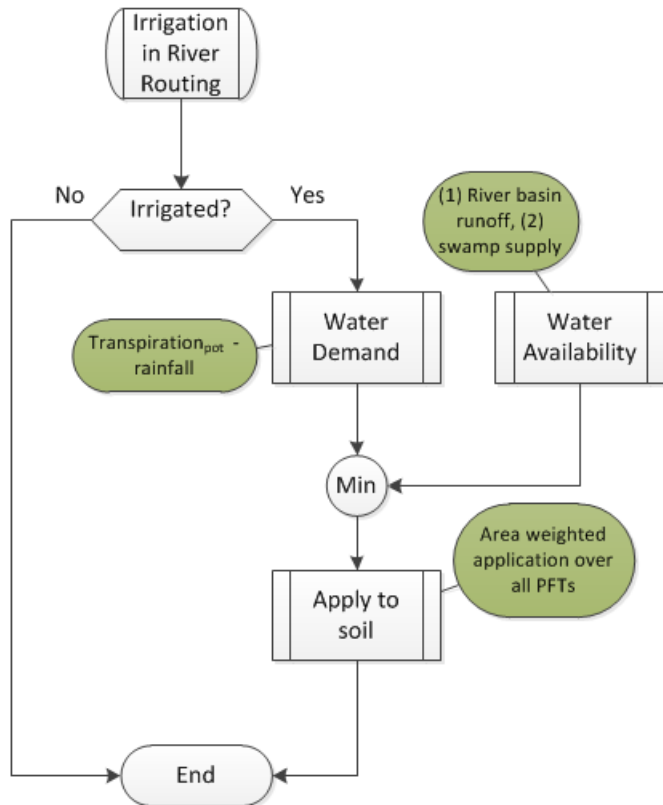 Irrigation
in River
Routing
No
Irrigated?
Yes
(1) River basin
runoff, (2)
swamp supply
Water
Demand
Water
Availability
Transpirationpot -
rainfall
Min
Area weighted
application over
all PFTs
Apply to
soil
End